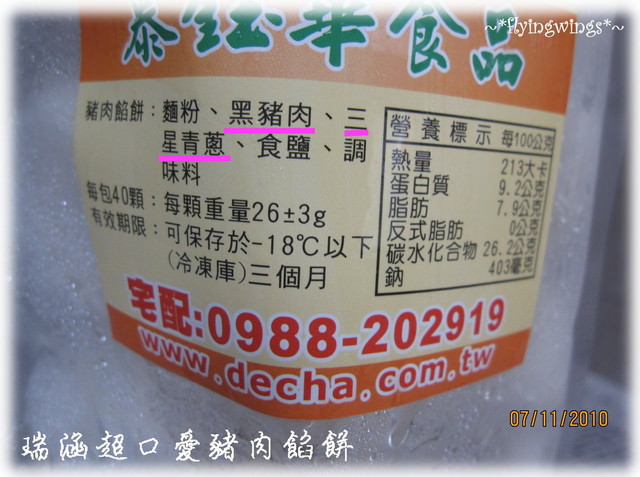 ~*flyingwings*~
泰鈺華食品
豬肉餡餅：麵粉、黑豬肉、三
星青蔥、食鹽、調
味料
每包40顆：每顆重量26±3g
有效期限：可保存於-18℃以下
(冷凍庫)三個月
營養標示 每100公克
熱量 213大卡
蛋白質 9.2公克
脂肪 7.9公克
反式脂肪 0公克
碳水化合物 26.2公克
鈉 403毫克
宅配:0988-202919
www.decha.com.tw
07/11/2010
瑞涵超口愛豬肉餡餅